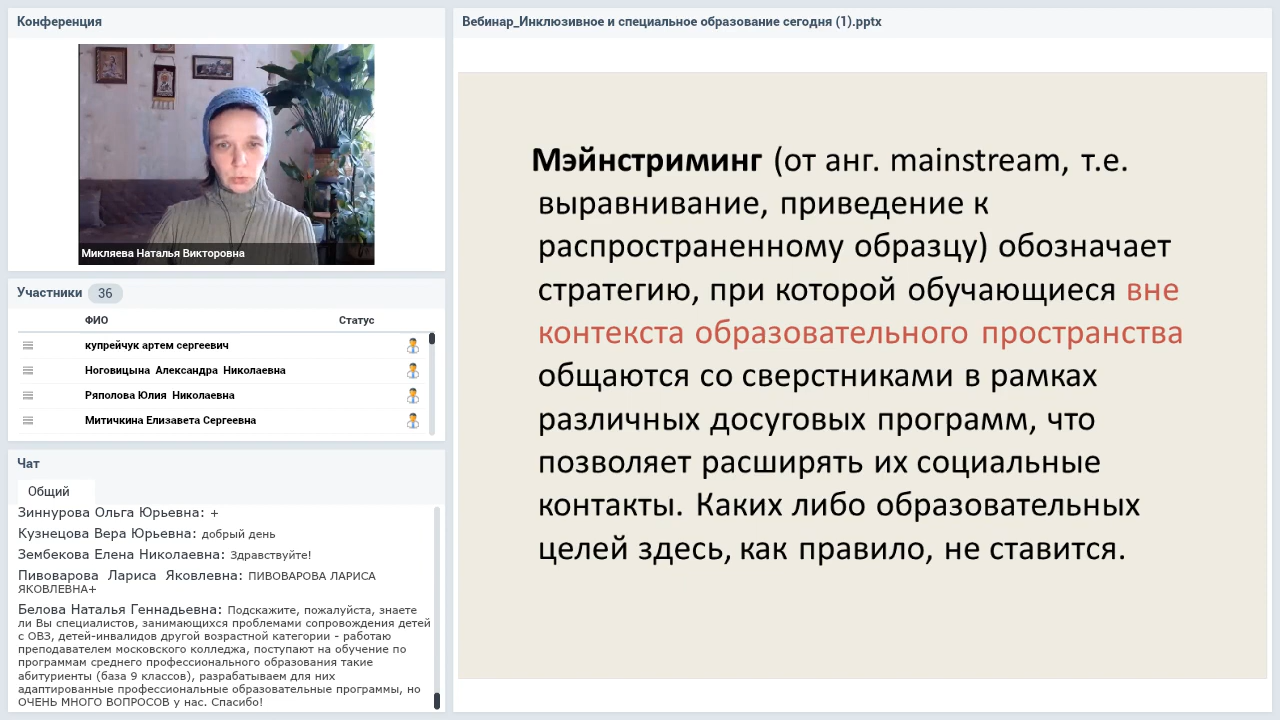 Конференция
Микляева Наталья Викторовна
Участники 36
ФИО Статус
купрейчук артем сергеевич
Ноговицына Александра Николаевна
Ряполова Юлия Николаевна
Митичкина Елизавета Сергеевна
Чат
Общий
Зиннурова Ольга Юрьевна: +
Кузнецова Вера Юрьевна: добрый день
Зембекова Елена Николаевна: Здравствуйте!
Пивоварова Лариса Яковлевна: ПИВОВАРОВА ЛАРИСА
ЯКОВЛЕВНА+
Белова Наталья Геннадьевна: Подскажите, пожалуйста, знаете
ли Вы специалистов, занимающихся проблемами сопровождения детей
с ОВЗ, детей-инвалидов другой возрастной категории - работаю
преподавателем московского колледжа, поступают на обучение по
программам среднего профессионального образования такие
абитуриенты (база 9 классов), разрабатываем для них
адаптированные профессиональные образовательные программы, но
ОЧЕНЬ МНОГО ВОПРОСОВ у нас. Спасибо!
Вебинар_Инклюзивное и специальное образование сегодня (1).pptx
Мэйнстриминг (от анг. mainstream, т.е.
выравнивание, приведение к
распространенному образцу) обозначает
стратегию, при которой обучающиеся вне
контекста образовательного пространства
общаются со сверстниками в рамках
различных досуговых программ, что
позволяет расширять их социальные
контакты. Каких либо образовательных
целей здесь, как правило, не ставится.